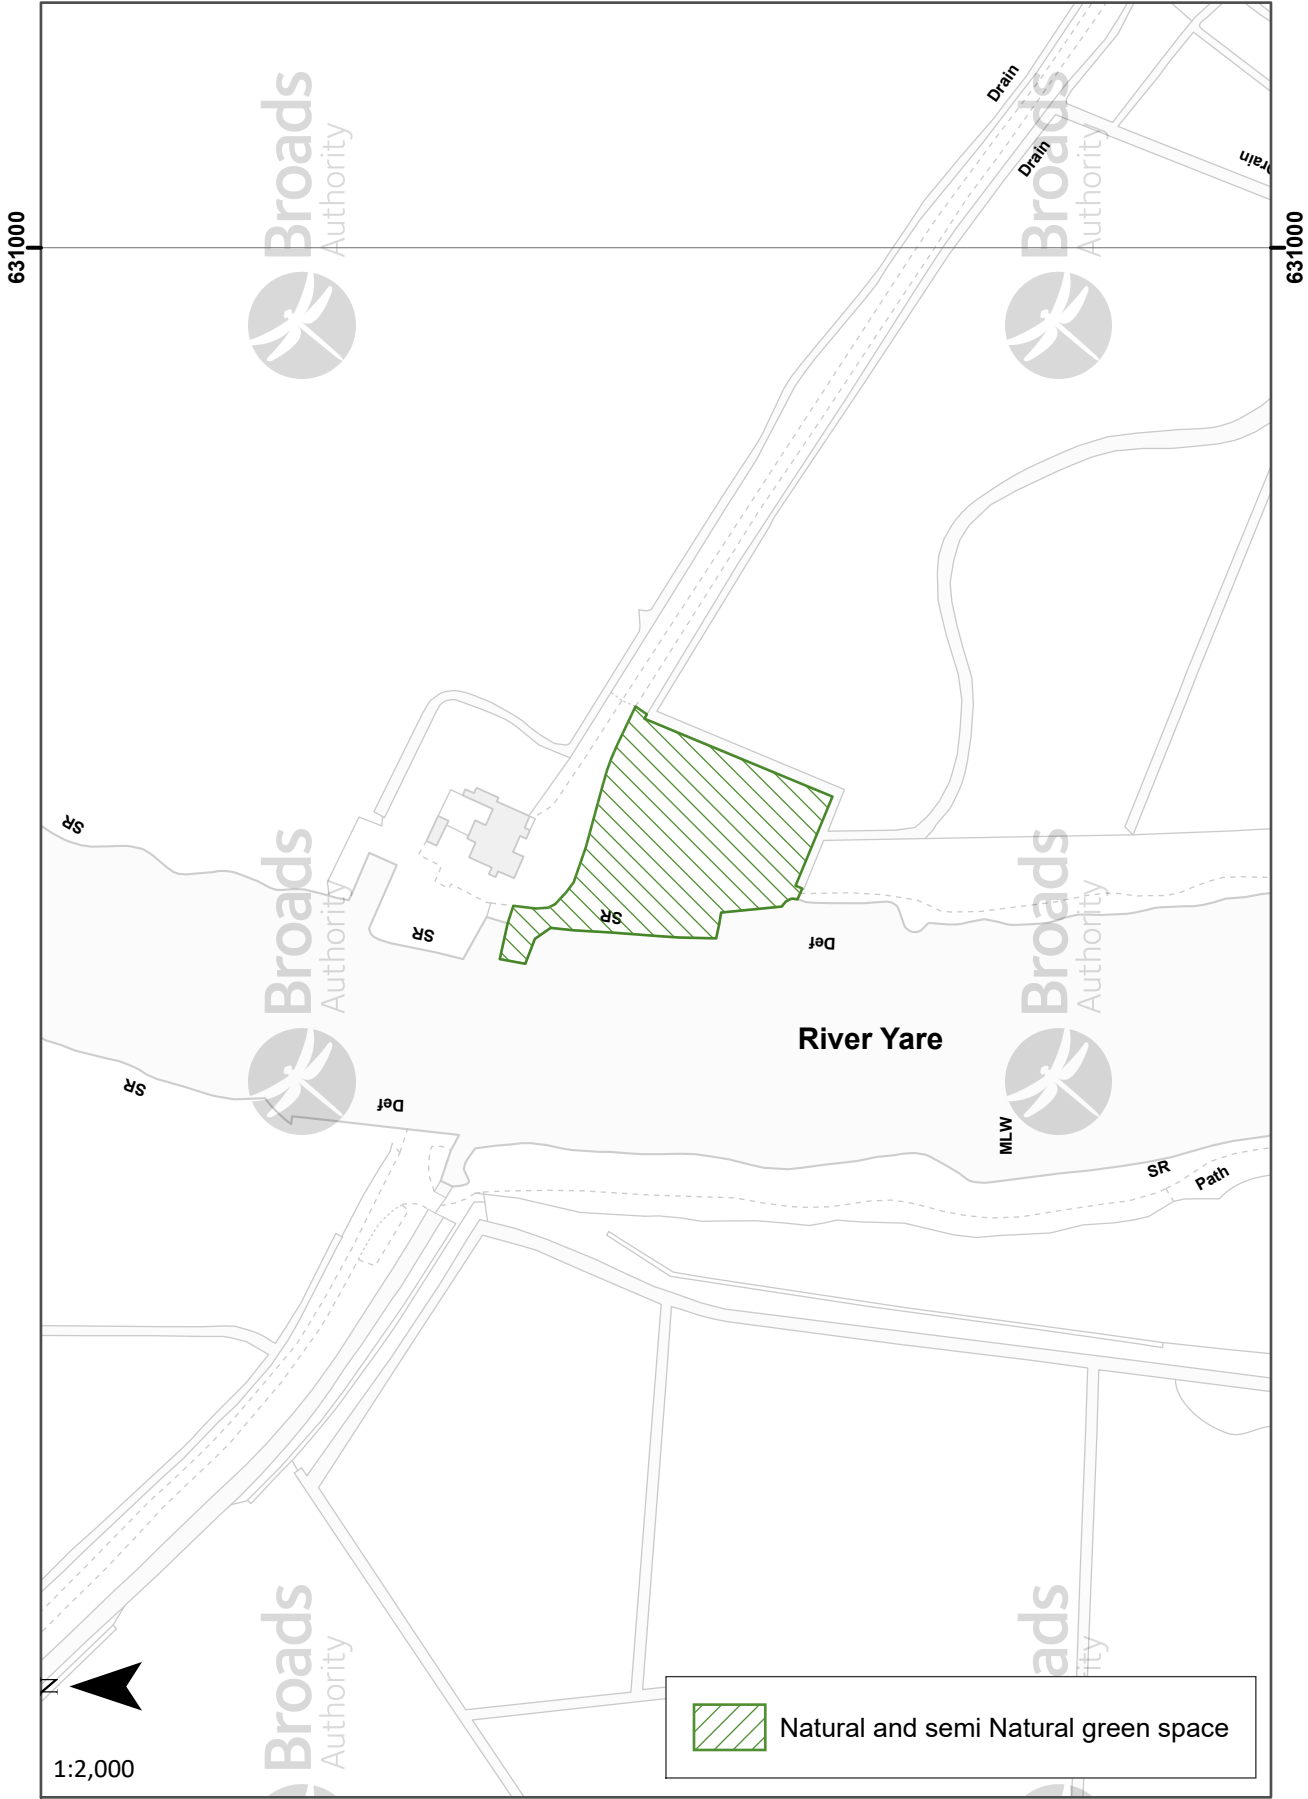 Drain
Broads
Authority
Broads
Authority
Drain
631000
631000
SR
SR
SR
Def
Broads
Authority
Broads
Authority
River Yare
SR
Def
MLW
SR
Path
Broads
Authority
N
1:2,000
Natural and semi Natural green space